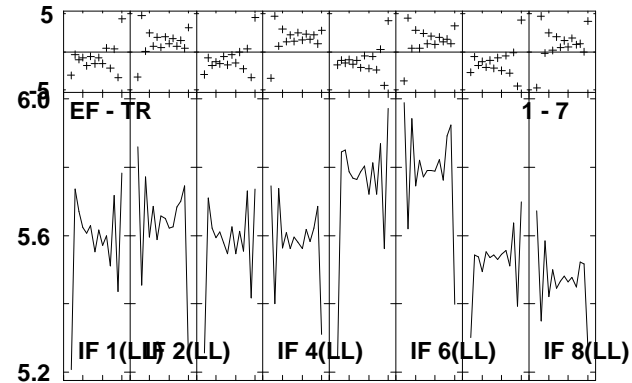 5
-5
6.0
EF - TR 1 - 7
5.6
IF 1(LL) IF 2(LL) IF 4(LL) IF 6(LL) IF 8(LL)
5.2